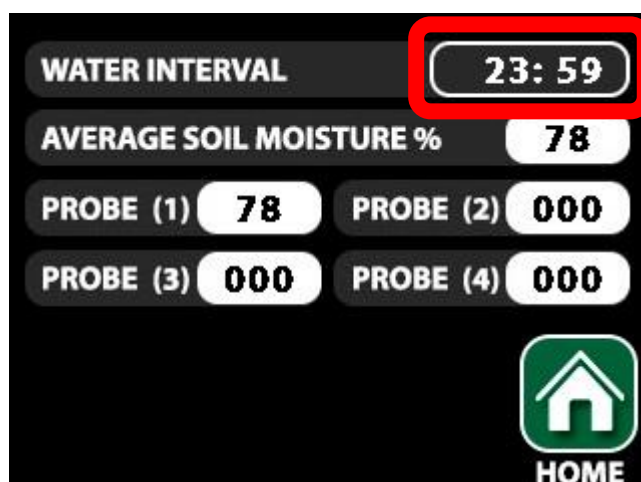 WATER INTERVAL 23: 59
AVERAGE SOIL MOISTURE % 78
PROBE (1) 78 PROBE (2) 000
PROBE (3) 000 PROBE (4) 000
HOME